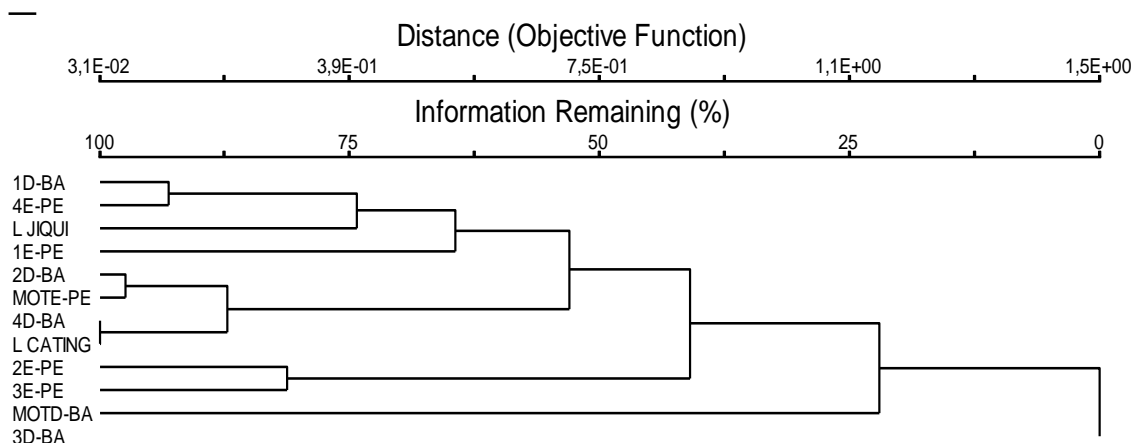 Distance (Objective Function)
3,1E-02 3,9E-01 7,5E-01 1,1E+00 1,5E+00
Information Remaining (%)
100 75 50 25 0
1D-BA
4E-PE
L JIQUI
1E-PE
2D-BA
MOTE-PE
4D-BA
L CATING
2E-PE
3E-PE
MOTD-BA
3D-BA